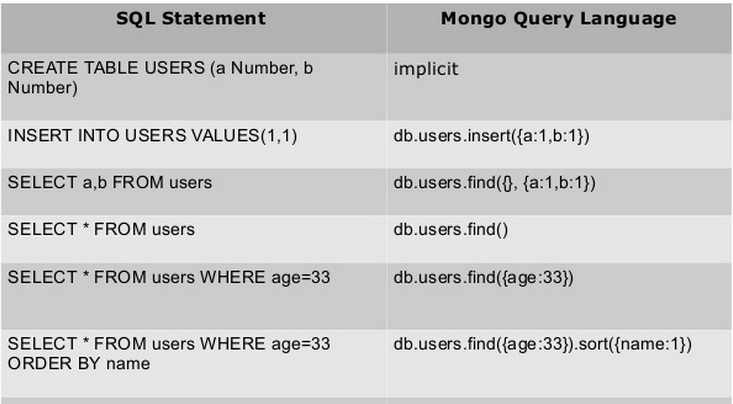 SQL Statement
Mongo Query Language
CREATE TABLE USERS (a Number, b
Number)
implicit
INSERT INTO USERS VALUES(1,1)
db.users.insert({a:1,b:1})
SELECT a,b FROM users
db.users.find({}, {a:1,b:1})
SELECT * FROM users
db.users.find()
SELECT * FROM users WHERE age=33
db.users.find({age:33})
SELECT * FROM users WHERE age=33
ORDER BY name
db.users.find({age:33}).sort({name:1})